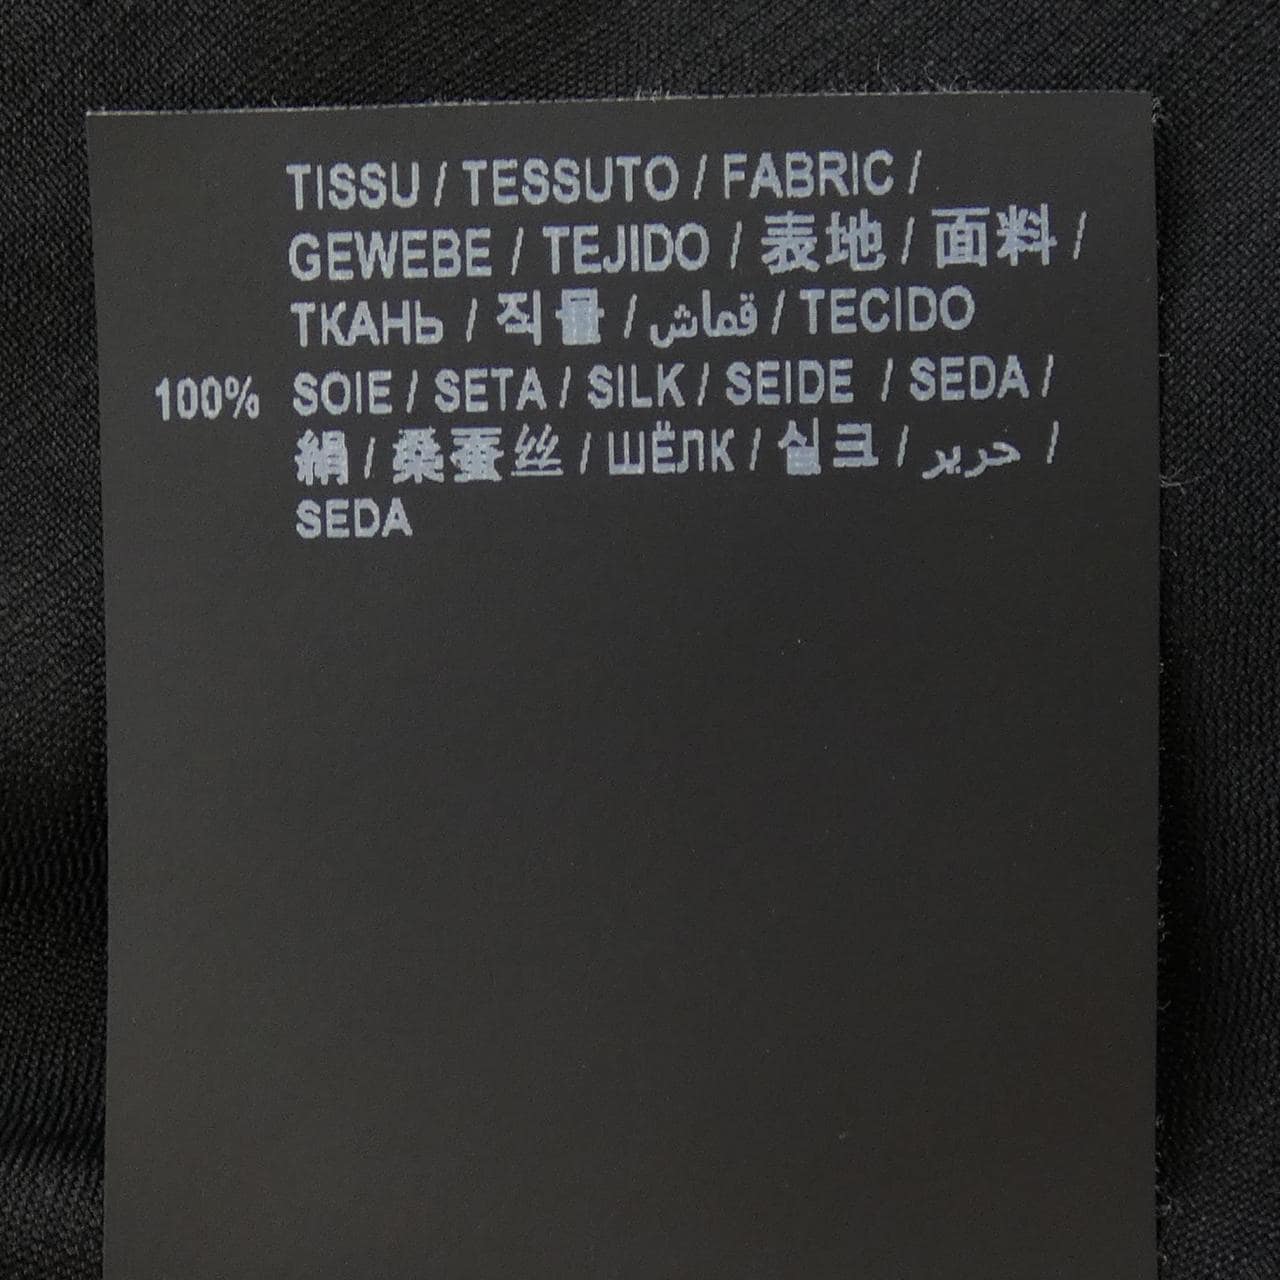 TISSU / TESSUTO / FABRIC /
GEWEBE / TEJIDO / 表地 / 面料 /
ТКАНЬ / 직물 / قماش / TECIDO
100% SOIE / SETA / SILK / SEIDE / SEDA /
絹 / 桑蚕丝 / ШЁЛК / 실크 / حرير /
SEDA